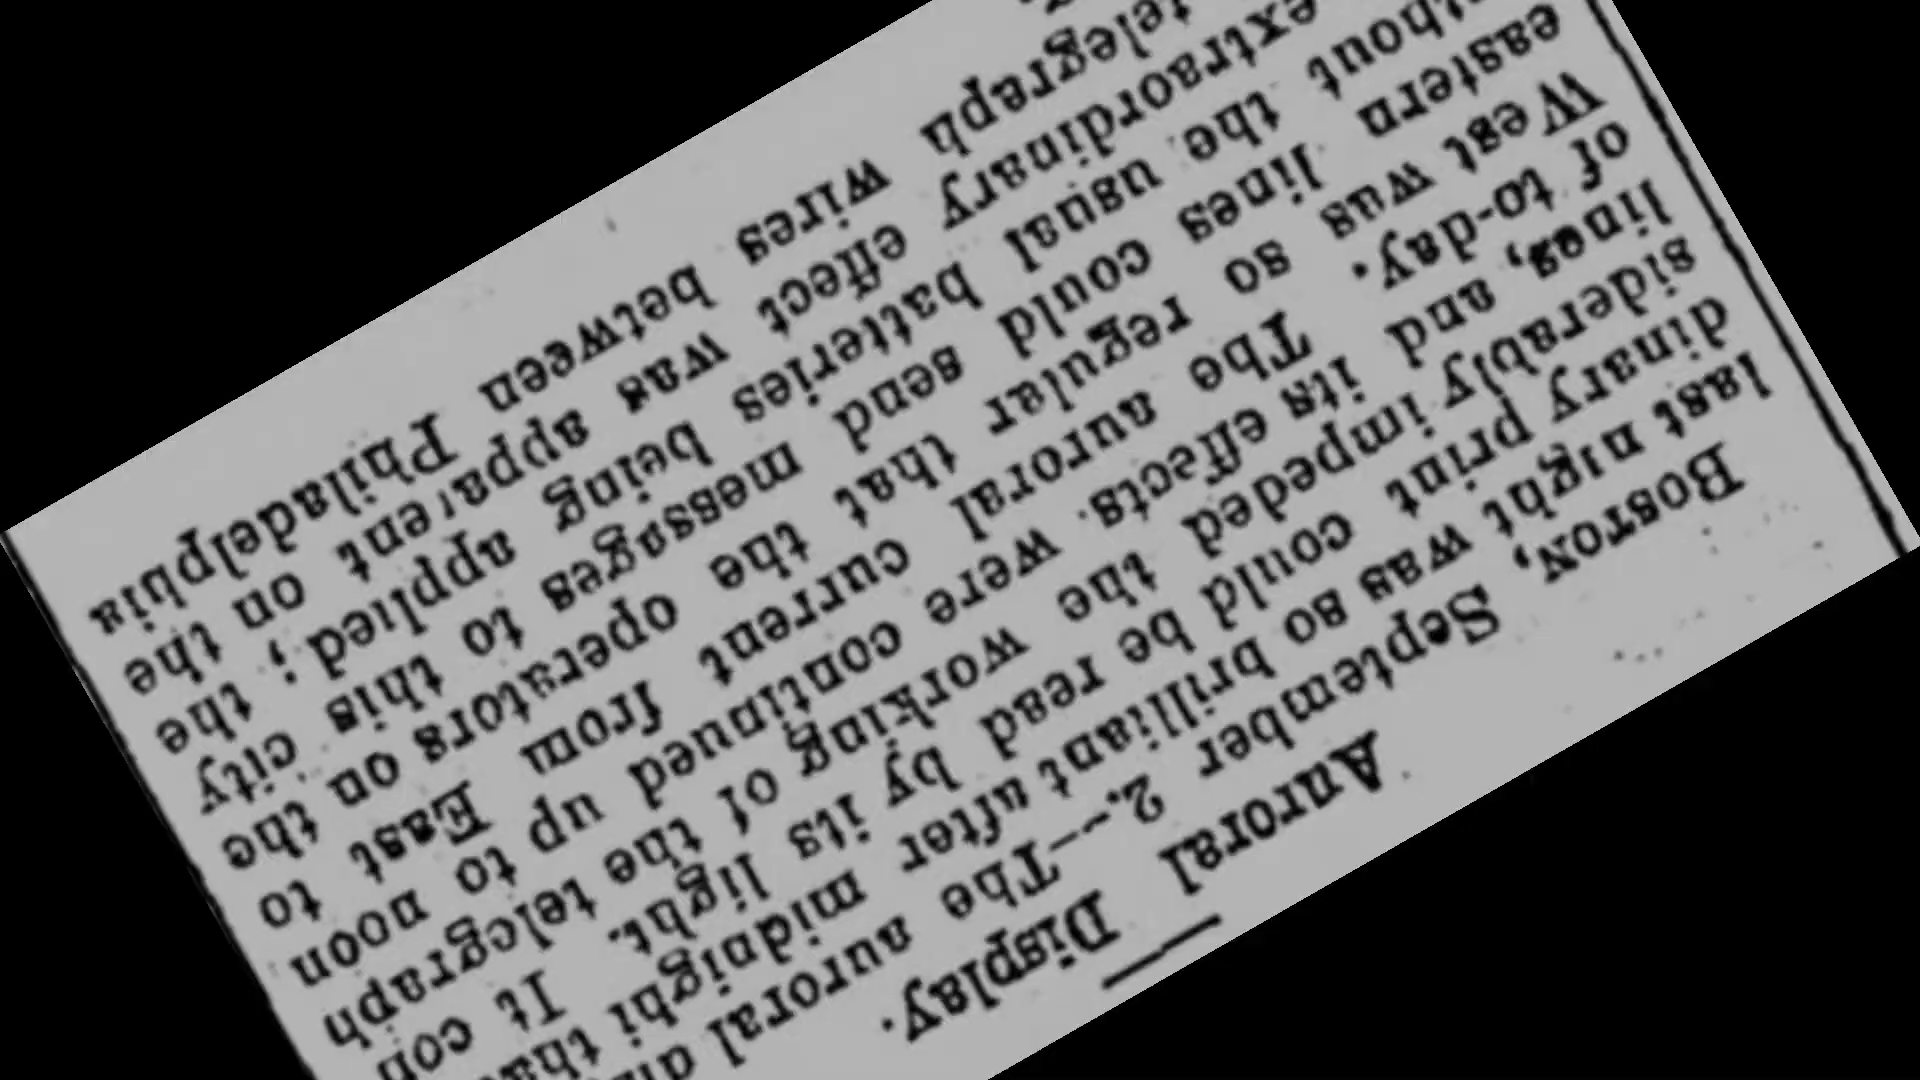 Auroral Display.
BOSTON, September 2.—The auroral
last night was so brilliant after midnight tha
dinary print could be read by its light. It con
siderably impeded the working of the telegraph
lines, and its effects were continued up to noon
of to-day. The auroral current from East to
West was so regular that the operators on the
eastern lines could send messages to this city
thout the usual batteries being applied ; the
extraordinary effect was apparent on the
telegraph wires between Philadelphia